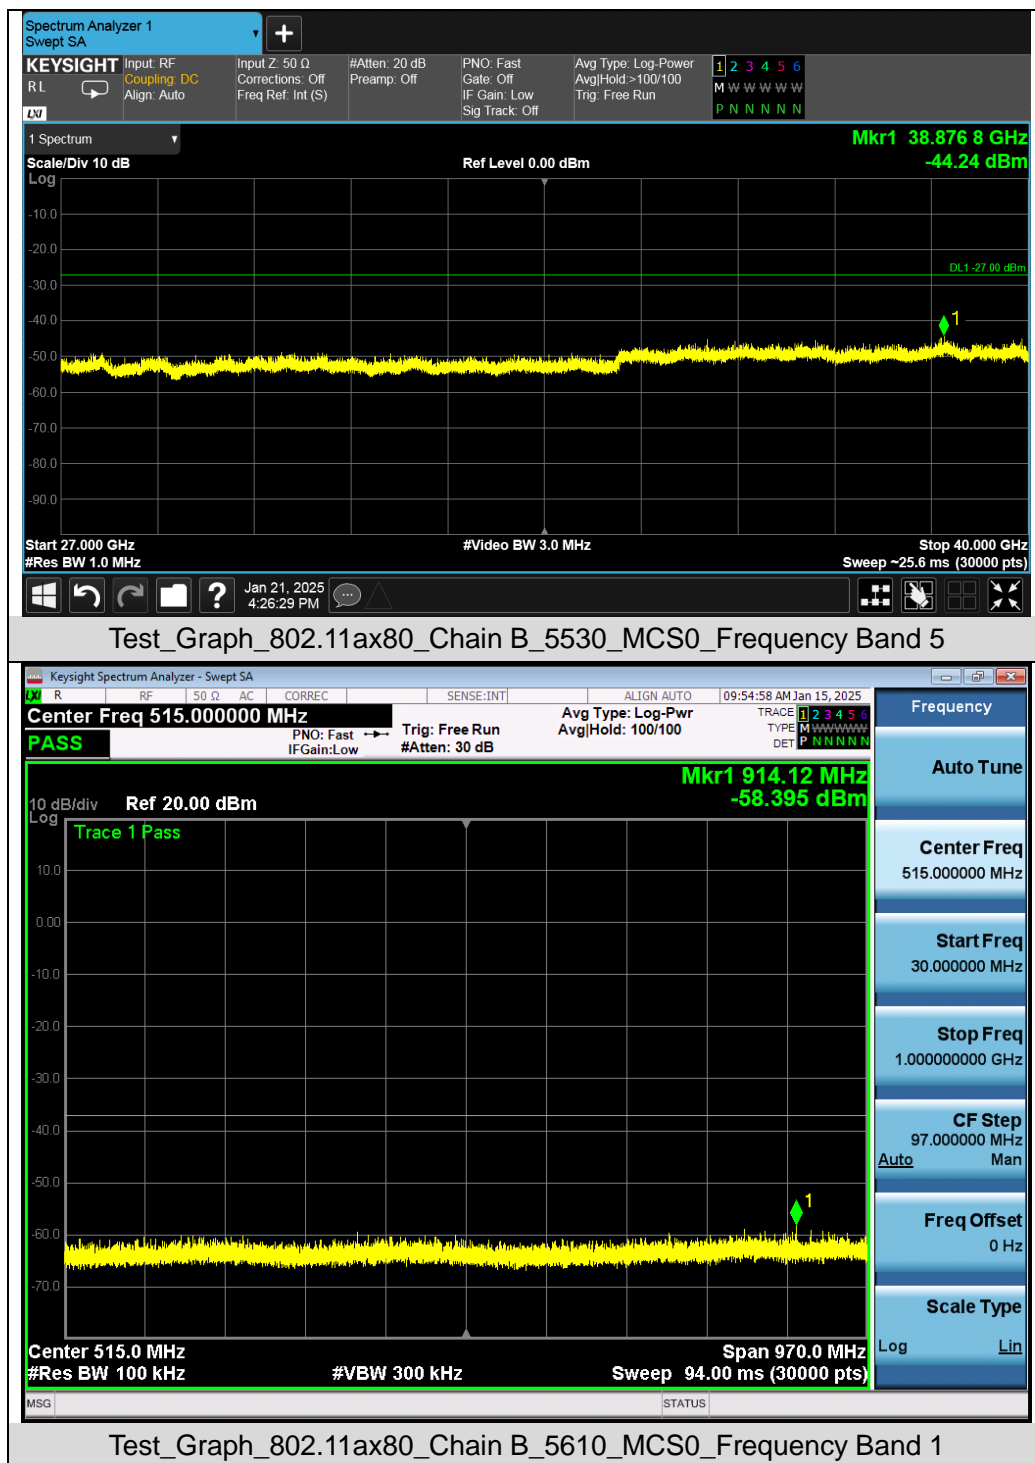 Spectrum Analyzer 1
Swept SA
KEYSIGHT
RL
LXI
Input: RF
Coupling: DC
Align: Auto
Input Z: 50 Ω
Corrections: Off
Freq Ref: Int (S)
#Atten: 20 dB
Preamp: Off
PNO: Fast
Gate: Off
IF Gain: Low
Sig Track: Off
Avg Type: Log-Power
Avg|Hold:>100/100
Trig: Free Run
1 2 3 4 5 6
M W W W W W
P N N N N N
1 Spectrum
Mkr1 38.876 8 GHz
Scale/Div 10 dB
Ref Level 0.00 dBm
-44.24 dBm
Log
-10.0
-20.0
DL1 -27.00 dBm
-30.0
-40.0
1
-50.0
-60.0
-70.0
-80.0
-90.0
Start 27.000 GHz
#Video BW 3.0 MHz
Stop 40.000 GHz
#Res BW 1.0 MHz
Sweep ~25.6 ms (30000 pts)
?
Jan 21, 2025
4:26:29 PM
Test_Graph_802.11ax80_Chain B_5530_MCS0_Frequency Band 5
Keysight Spectrum Analyzer - Swept SA
LXI R RF 50 Ω AC CORREC SENSE:INT ALIGN AUTO 09:54:58 AM Jan 15, 2025
Center Freq 515.000000 MHz
PASS
PNO: Fast
IFGain:Low
Trig: Free Run
#Atten: 30 dB
Avg Type: Log-Pwr
Avg|Hold: 100/100
TRACE 1 2 3 4 5 6
TYPE M W W W W W
DET P N N N N N
Mkr1 914.12 MHz
-58.395 dBm
10 dB/div
Log
Ref 20.00 dBm
Trace 1 Pass
10.0
0.00
-10.0
-20.0
-30.0
-40.0
-50.0
1
-60.0
-70.0
Center 515.0 MHz
Span 970.0 MHz
#Res BW 100 kHz
#VBW 300 kHz
Sweep 94.00 ms (30000 pts)
MSG
STATUS
Frequency
Auto Tune
Center Freq
515.000000 MHz
Start Freq
30.000000 MHz
Stop Freq
1.000000000 GHz
CF Step
97.000000 MHz
Auto Man
Freq Offset
0 Hz
Scale Type
Log Lin
Test_Graph_802.11ax80_Chain B_5610_MCS0_Frequency Band 1